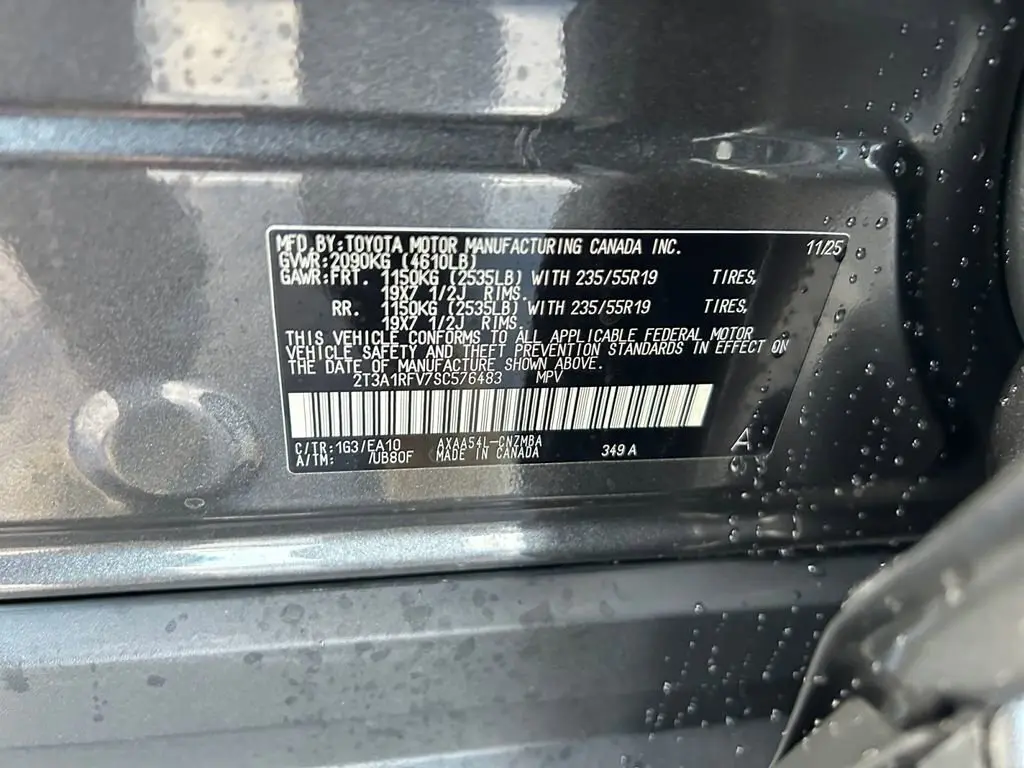 MFD.BY:TOYOTA MOTOR MANUFACTURING CANADA INC. 11/25
GVWR:2090KG (4610LB)
GAWR:FRT. 1150KG (2535LB) WITH 235/55R19 TIRES,
19X7 1/2J RIMS.
RR. 1150KG (2535LB) WITH 235/55R19 TIRES,
19X7 1/2J RIMS.
THIS VEHICLE CONFORMS TO ALL APPLICABLE FEDERAL MOTOR
VEHICLE SAFETY AND THEFT PREVENTION STANDARDS IN EFFECT ON
THE DATE OF MANUFACTURE SHOWN ABOVE.
2T3A1RFV7SC576483 MPV
C/TR:1G3/EA10 AXAA54L-CNZMBA
A/TM: /UB80F MADE IN CANADA 349 A A